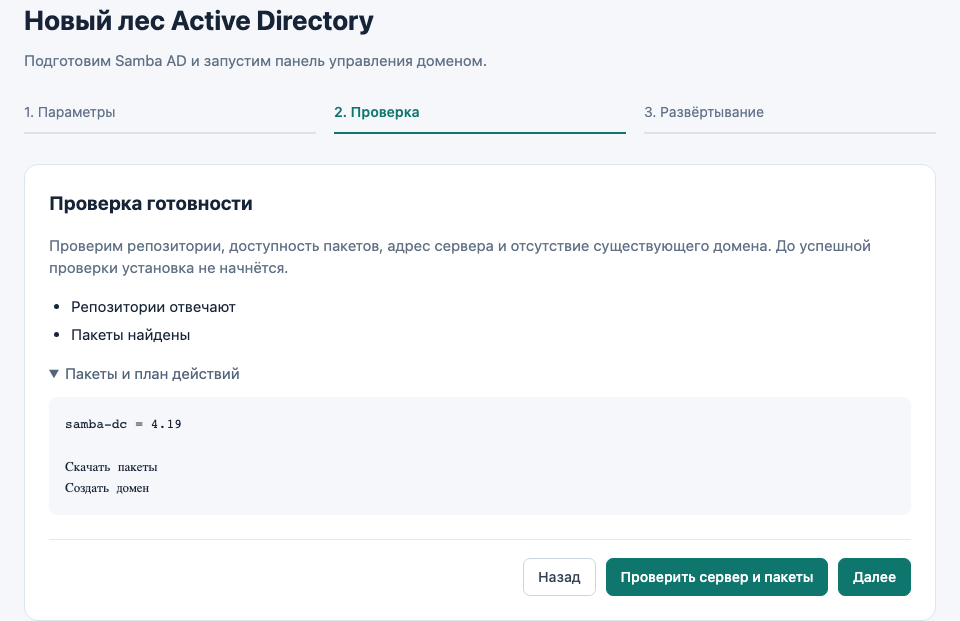 Новый лес Active Directory
Подготовим Samba AD и запустим панель управления доменом.
1. Параметры
2. Проверка
3. Развёртывание
Проверка готовности
Проверим репозитории, доступность пакетов, адрес сервера и отсутствие существующего домена. До успешной
проверки установка не начнётся.
• Репозитории отвечают
• Пакеты найдены
▼ Пакеты и план действий
samba-dc = 4.19
Скачать пакеты
Создать домен
Назад
Проверить сервер и пакеты
Далее